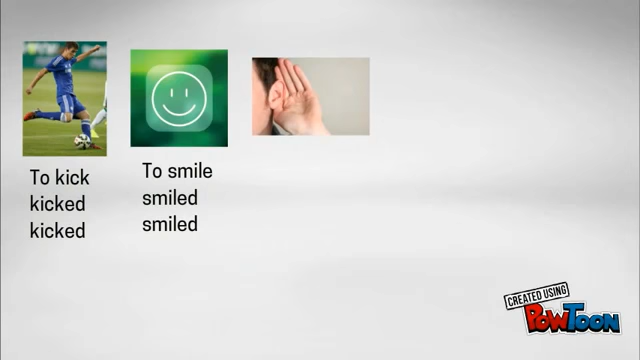 To kick
kicked
kicked
To smile
smiled
smiled
CREATED USING
POWTOON